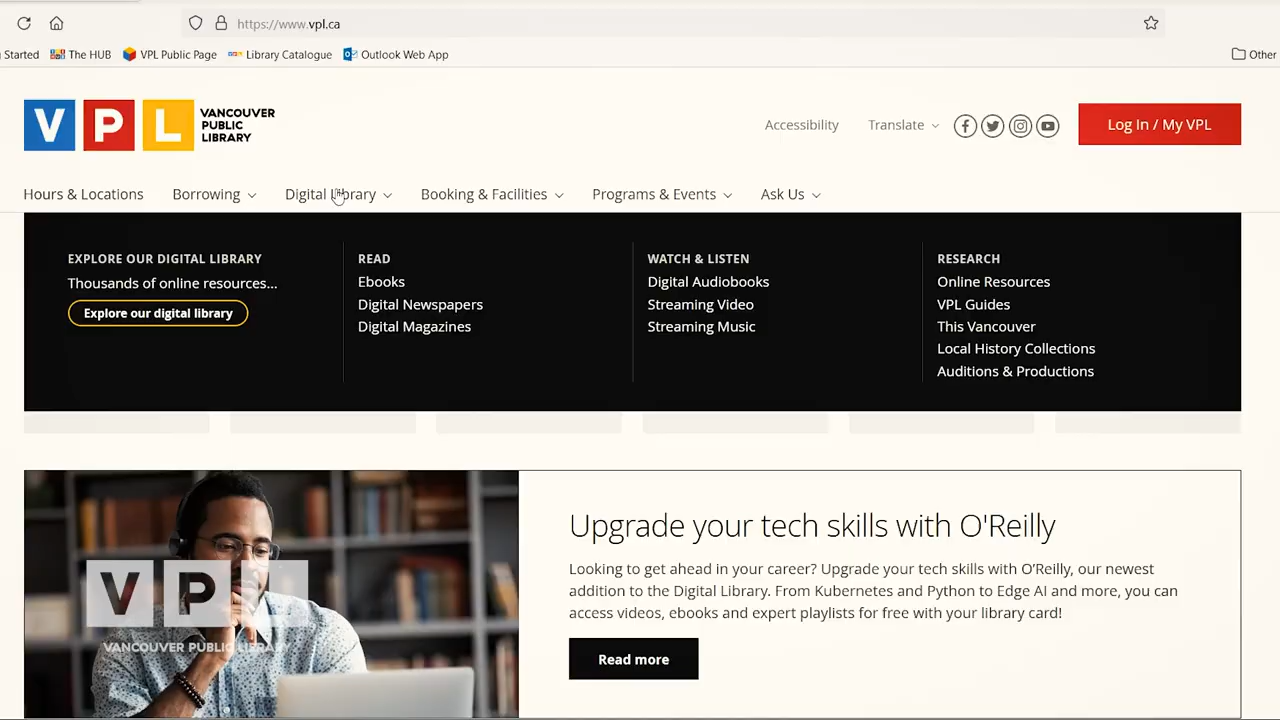 https://www.vpl.ca
Started
The HUB
VPL Public Page
Library Catalogue
Outlook Web App
Other
V P L VANCOUVER
PUBLIC
LIBRARY
Accessibility
Translate
Log In / My VPL
Hours & Locations
Borrowing
Digital Library
Booking & Facilities
Programs & Events
Ask Us
EXPLORE OUR DIGITAL LIBRARY
Thousands of online resources...
Explore our digital library
READ
Ebooks
Digital Newspapers
Digital Magazines
WATCH & LISTEN
Digital Audiobooks
Streaming Video
Streaming Music
RESEARCH
Online Resources
VPL Guides
This Vancouver
Local History Collections
Auditions & Productions
Upgrade your tech skills with O'Reilly
Looking to get ahead in your career? Upgrade your tech skills with O'Reilly, our newest
addition to the Digital Library. From Kubernetes and Python to Edge AI and more, you can
access videos, ebooks and expert playlists for free with your library card!
Read more
V P L
VANCOUVER PUBLIC LIBRARY